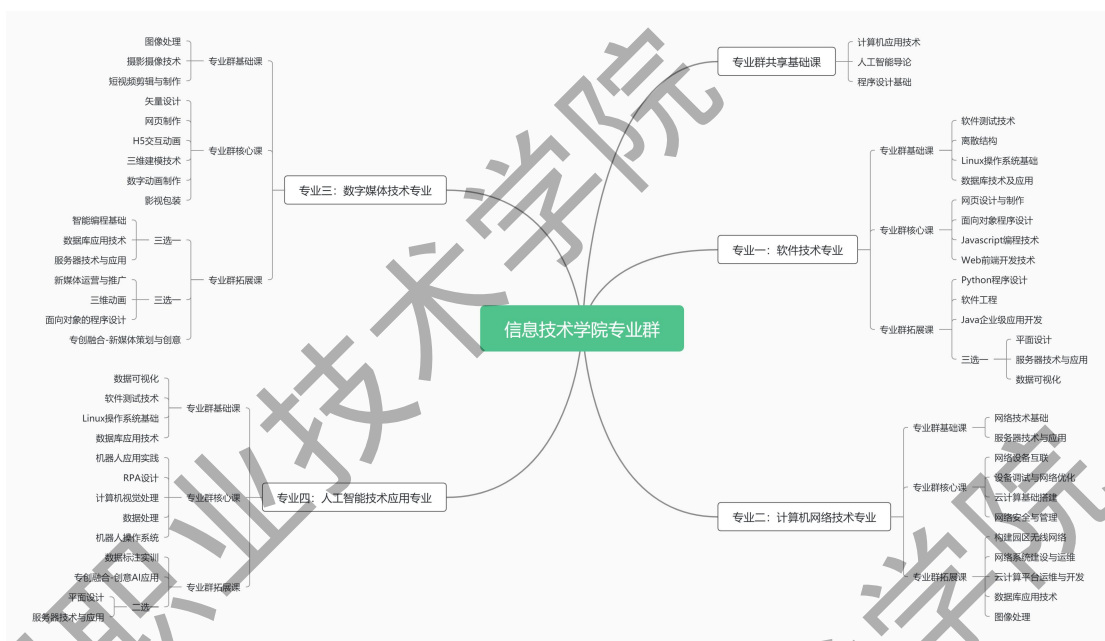 信息技术学院专业群
专业群共享基础课
计算机应用技术
人工智能导论
程序设计基础
专业一：软件技术专业
专业群基础课
软件测试技术
离散结构
Linux操作系统基础
数据库技术及应用
专业群核心课
网页设计与制作
面向对象程序设计
Javascript编程技术
Web前端开发技术
专业群拓展课
Python程序设计
软件工程
Java企业级应用开发
三选一
平面设计
服务器技术与应用
数据可视化
专业二：计算机网络技术专业
专业群基础课
网络技术基础
服务器技术与应用
专业群核心课
网络设备互联
设备调试与网络优化
云计算基础搭建
网络安全与管理
专业群拓展课
构建园区无线网络
网络系统建设与运维
云计算平台运维与开发
数据库应用技术
图像处理
专业三：数字媒体技术专业
专业群基础课
图像处理
摄影摄像技术
短视频剪辑与制作
专业群核心课
矢量设计
网页制作
H5交互动画
三维建模技术
数字动画制作
影视包装
专业群拓展课
三选一
智能编程基础
数据库应用技术
服务器技术与应用
三选一
新媒体运营与推广
三维动画
面向对象的程序设计
专创融合-新媒体策划与创意
专业四：人工智能技术应用专业
专业群基础课
数据可视化
软件测试技术
Linux操作系统基础
数据库应用技术
专业群核心课
机器人应用实践
RPA设计
计算机视觉处理
数据处理
机器人操作系统
专业群拓展课
数据标注实训
专创融合-创意AI应用
二选一
平面设计
服务器技术与应用
职业技术学院
学院